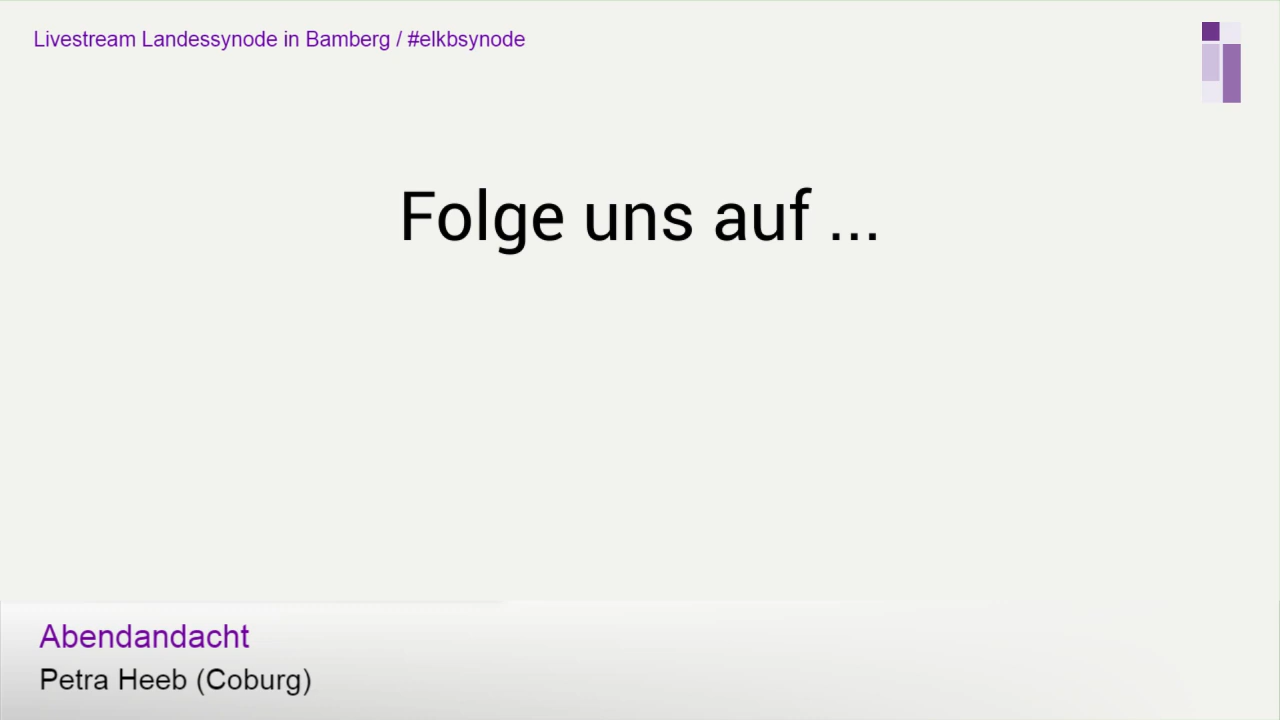 Livestream Landessynode in Bamberg / #elkbsynode
Folge uns auf ...
Abendandacht
Petra Heeb (Coburg)